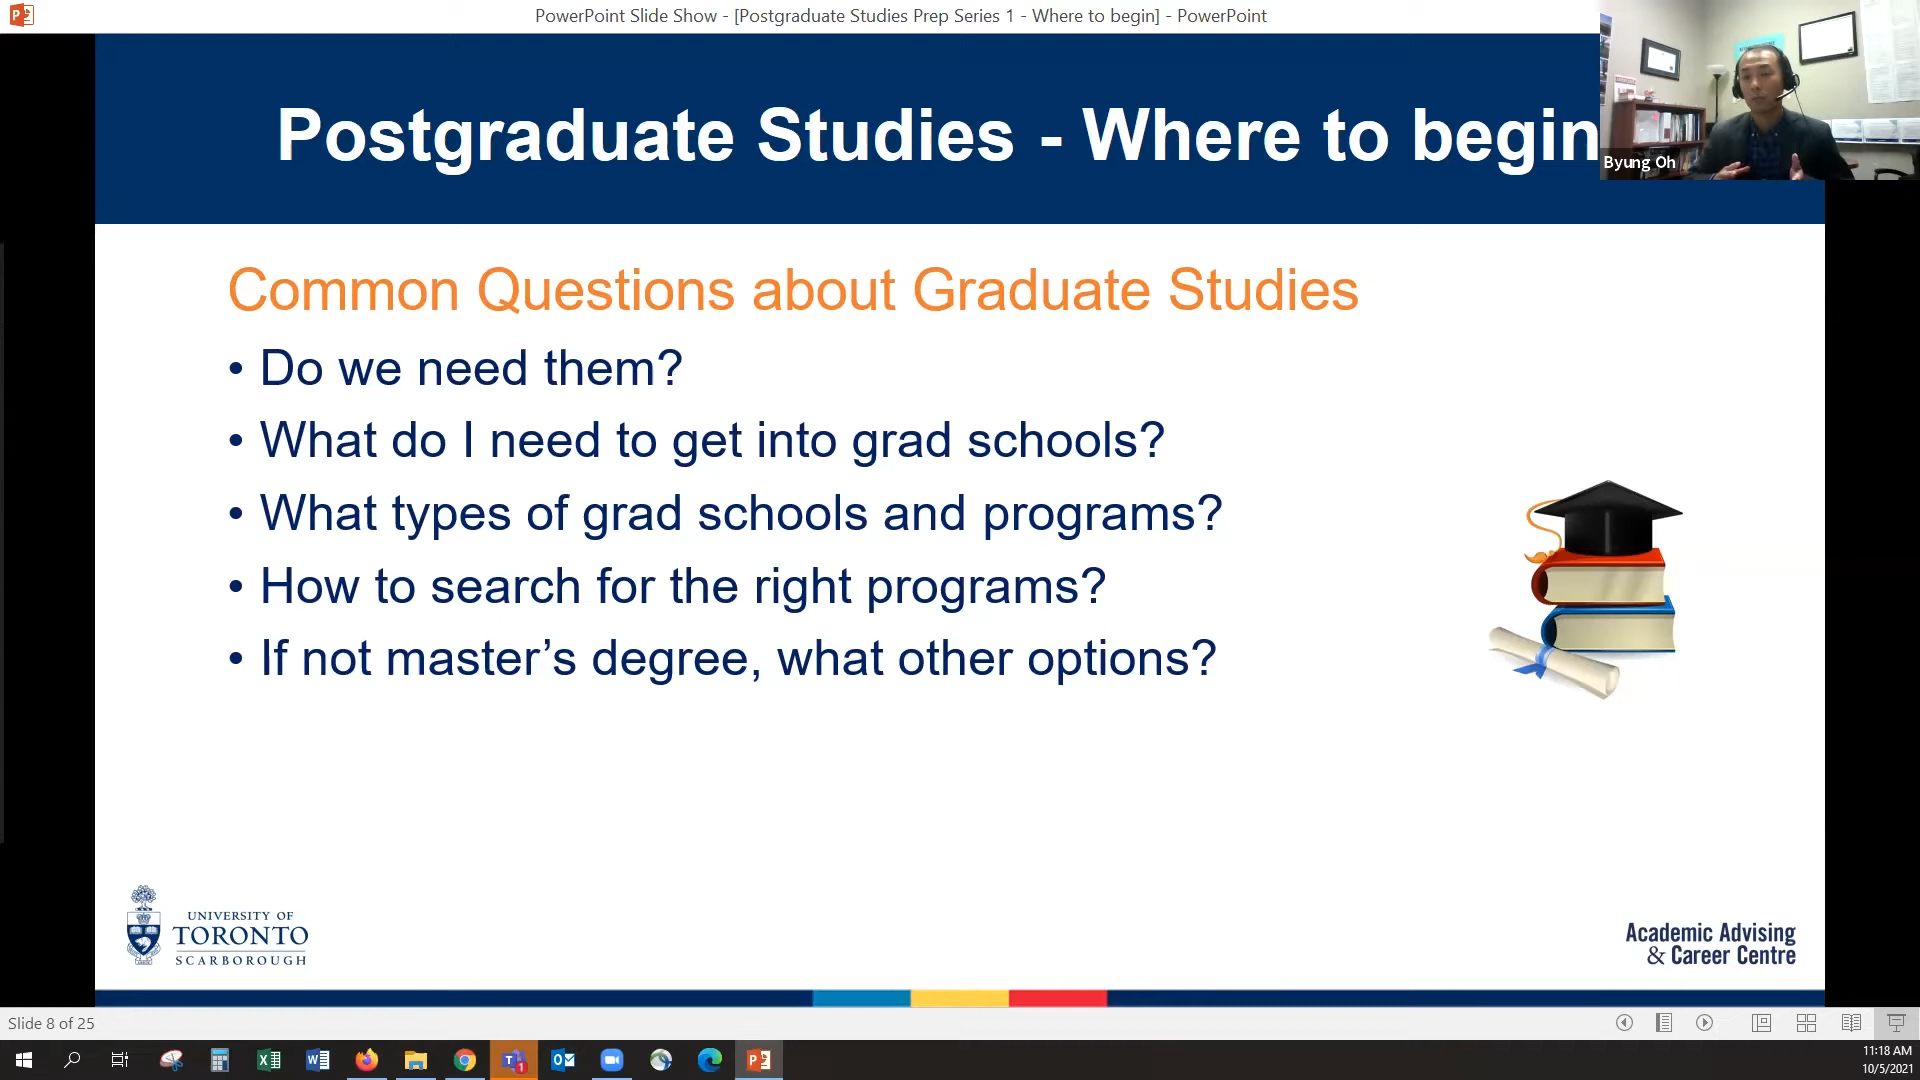 PowerPoint Slide Show - [Postgraduate Studies Prep Series 1 - Where to begin] - PowerPoint
Postgraduate Studies - Where to begin
Byung Oh
Common Questions about Graduate Studies
• Do we need them?
• What do I need to get into grad schools?
• What types of grad schools and programs?
• How to search for the right programs?
• If not master’s degree, what other options?
UNIVERSITY OF
TORONTO
SCARBOROUGH
Academic Advising
& Career Centre
Slide 8 of 25
11:18 AM
10/5/2021